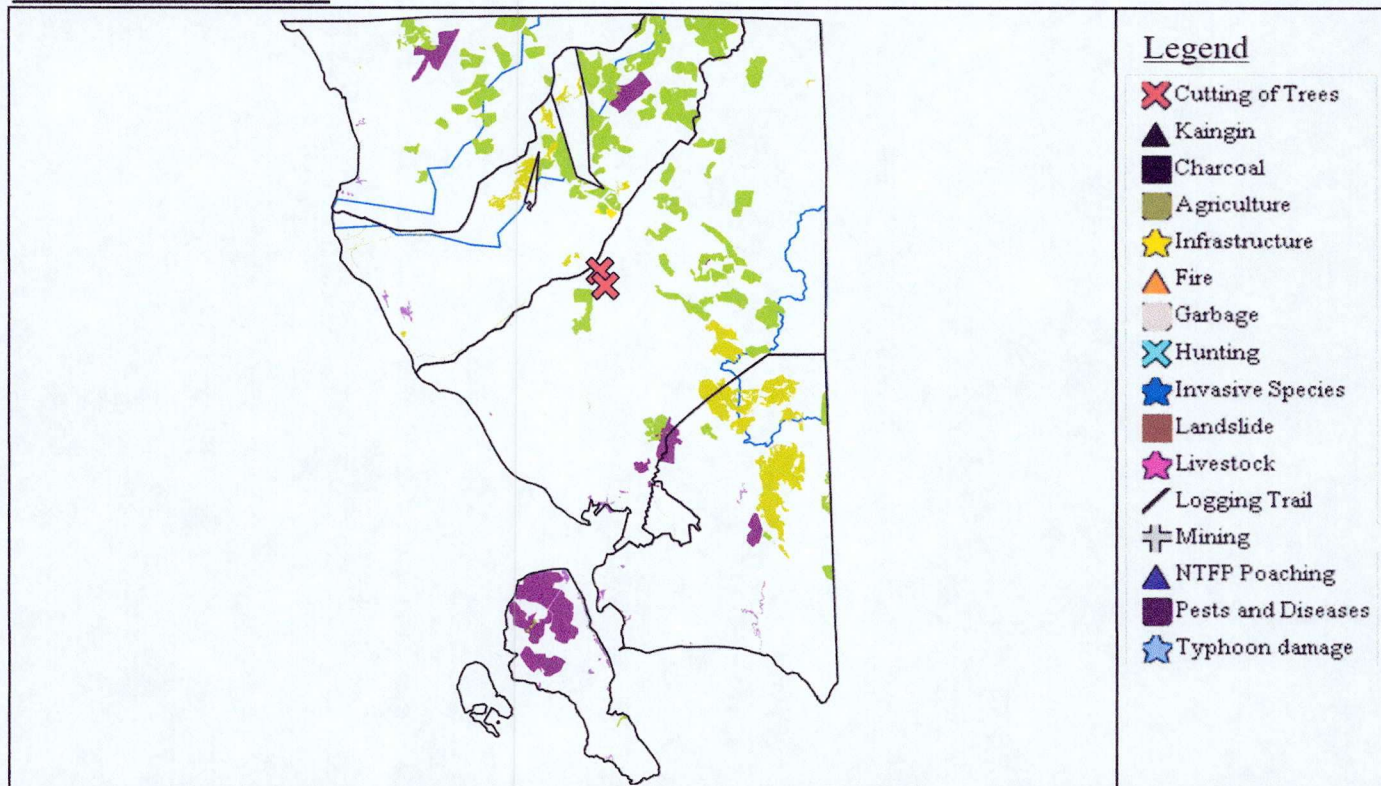 Legend
Cutting of Trees
Kaingin
Charcoal
Agriculture
Infrastructure
Fire
Garbage
Hunting
Invasive Species
Landslide
Livestock
Logging Trail
Mining
NTFP Poaching
Pests and Diseases
Typhoon damage